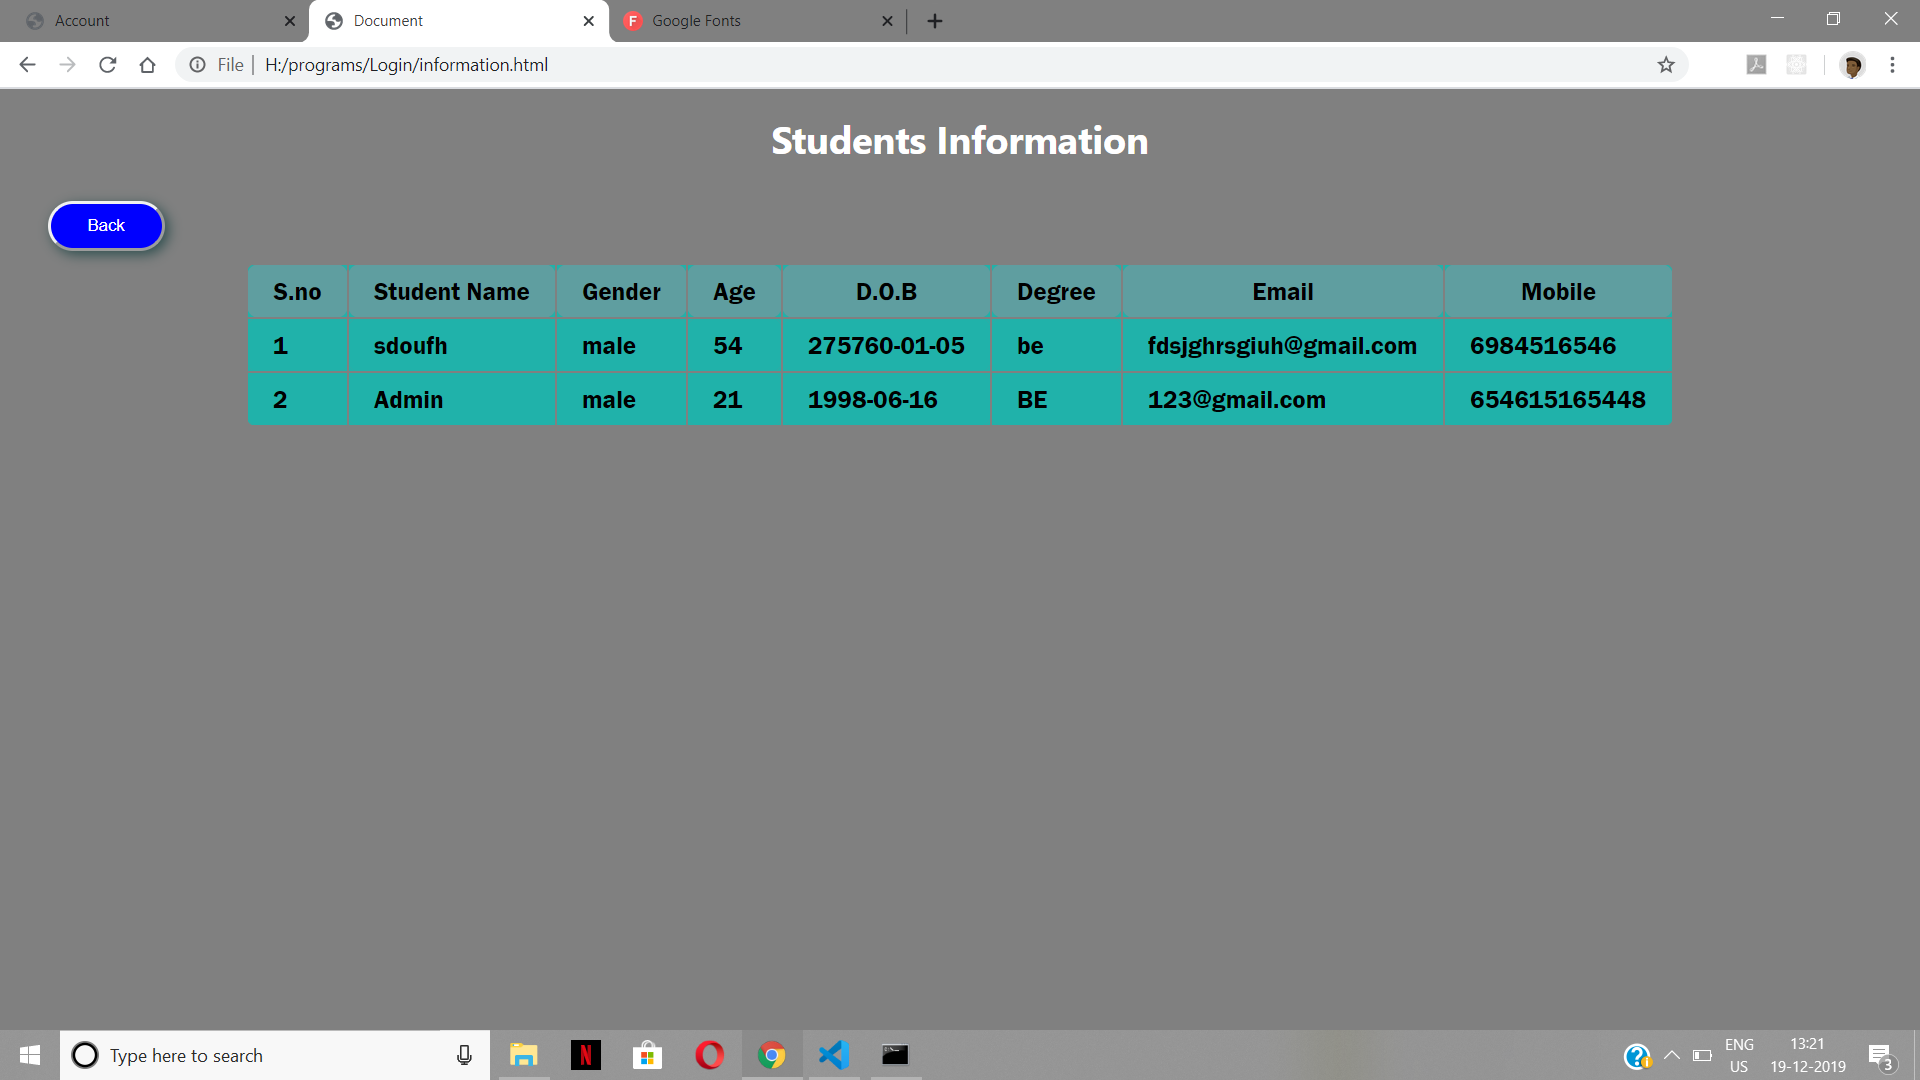 Account
Document
Google Fonts
File | H:/programs/Login/information.html
Students Information
Back
S.no Student Name Gender Age D.O.B Degree Email Mobile
1 sdoufh male 54 275760-01-05 be fdsjghrsgiuh@gmail.com 6984516546
2 Admin male 21 1998-06-16 BE 123@gmail.com 654615165448
Type here to search
ENG
US
13:21
19-12-2019
3